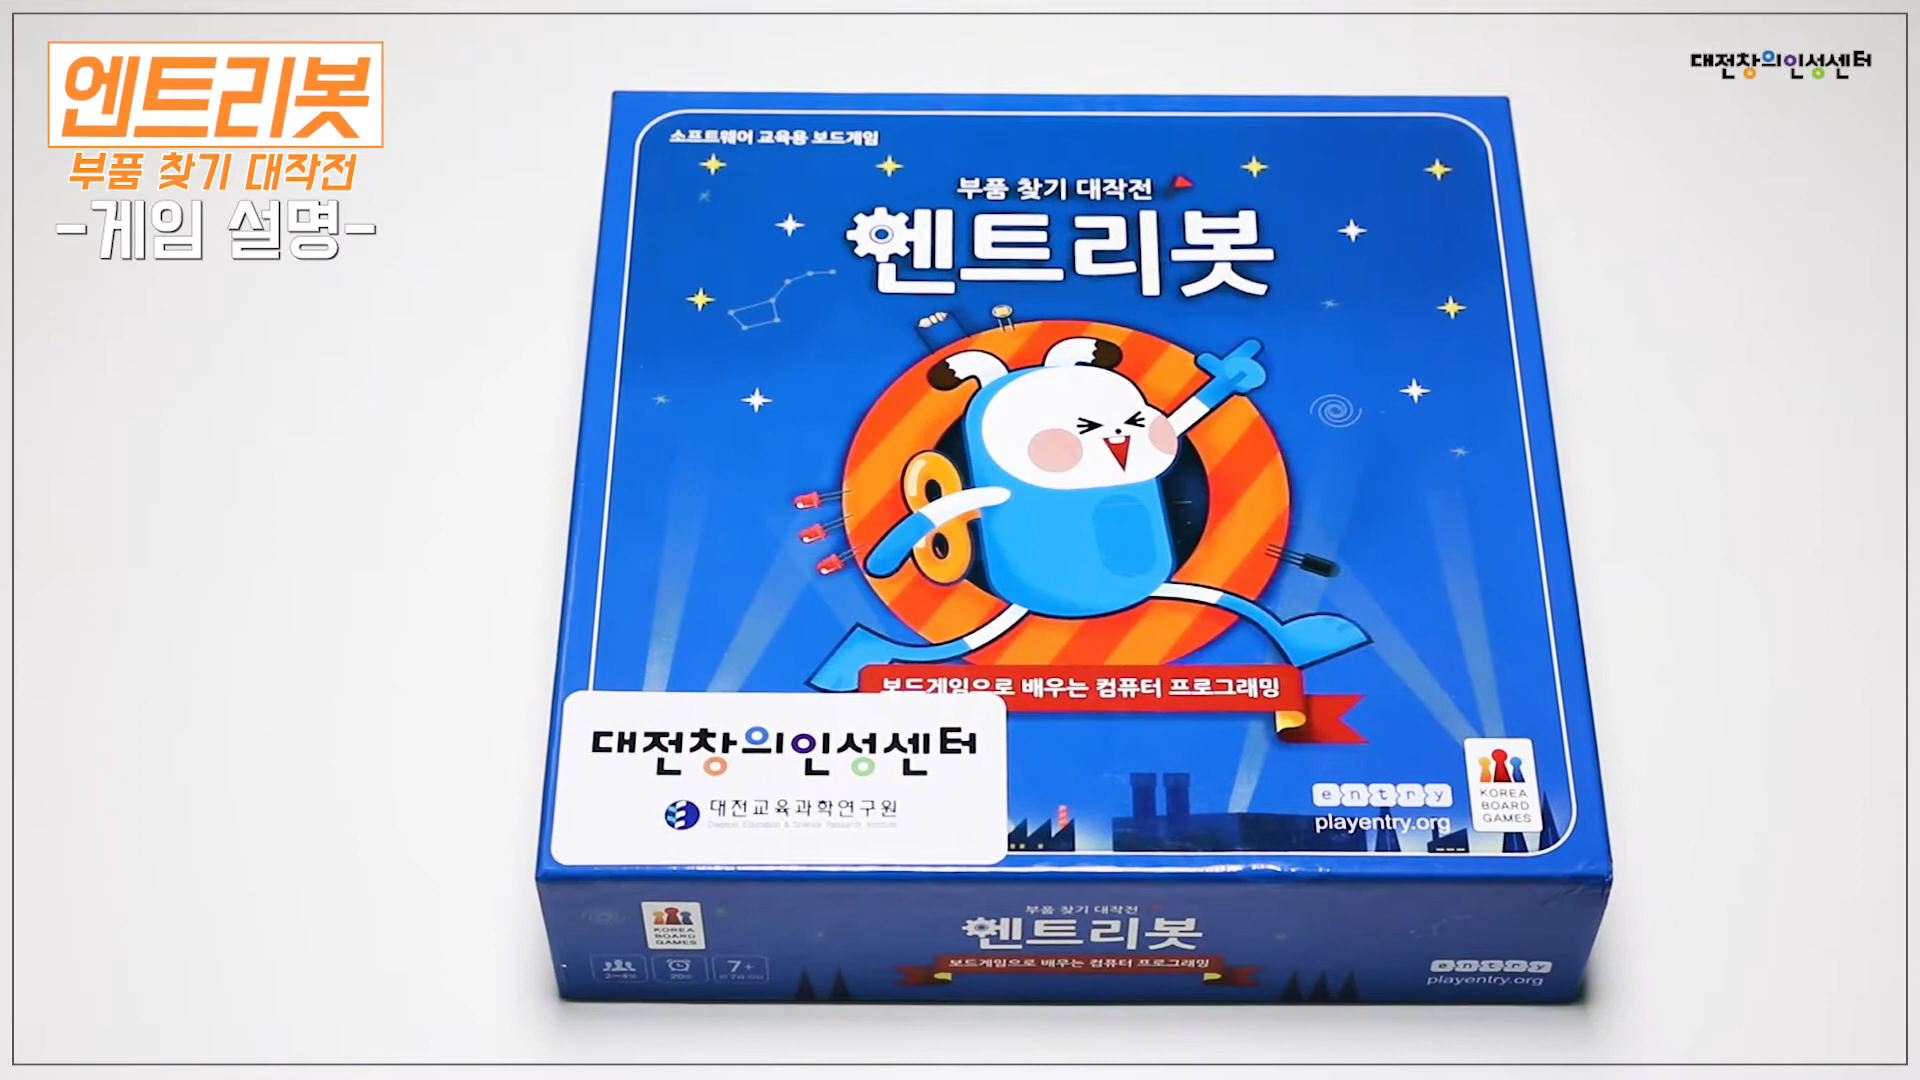 엔트리봇
부품 찾기 대작전
-게임 설명-
대전창의인성센터
소프트웨어 교육용 보드게임
부품 찾기 대작전
엔트리봇
보드게임으로 배우는 컴퓨터 프로그래밍
대전창의인성센터
대전교육과학연구원
entry
playentry.org
KOREA
BOARD
GAMES
부품 찾기 대작전
엔트리봇
보드게임으로 배우는 컴퓨터 프로그래밍
KOREA
BOARD
GAMES
7+
entry
playentry.org